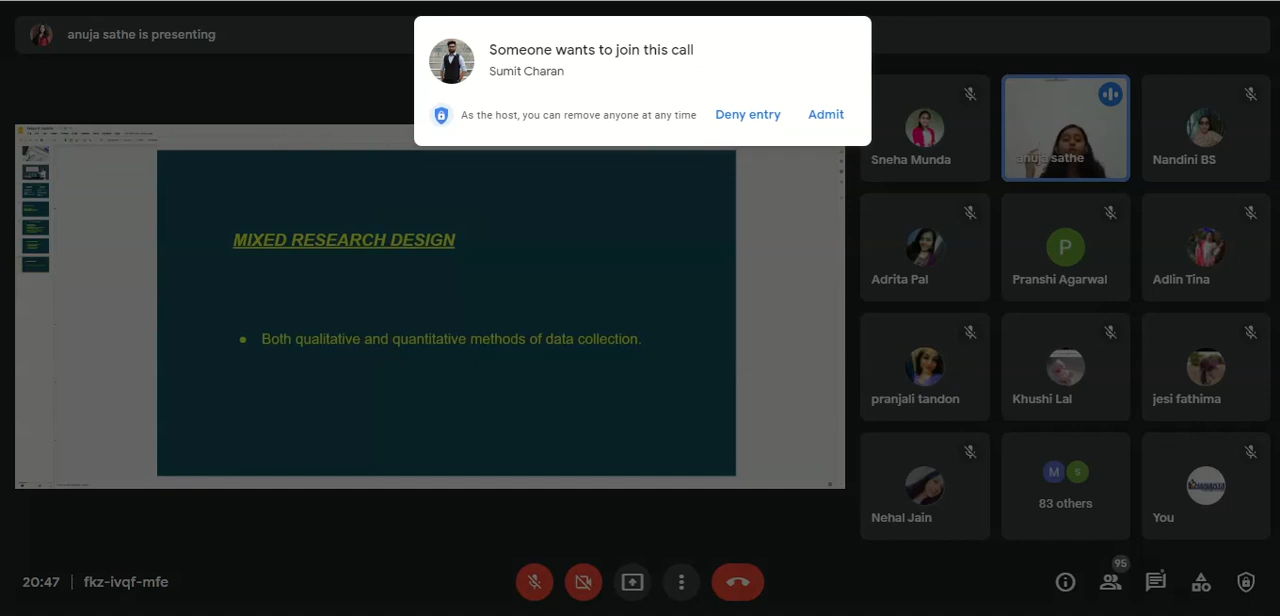 anuja sathe is presenting
Someone wants to join this call
Sumit Charan
As the host, you can remove anyone at any time
Deny entry
Admit
MIXED RESEARCH DESIGN
● Both qualitative and quantitative methods of data collection.
Sneha Munda
anuja sathe
Nandini BS
Adrita Pal
P
Pranshi Agarwal
Adlin Tina
pranjali tandon
Khushi Lal
jesi fathima
Nehal Jain
M S
83 others
You
20:47 | fkz-ivqf-mfe
95